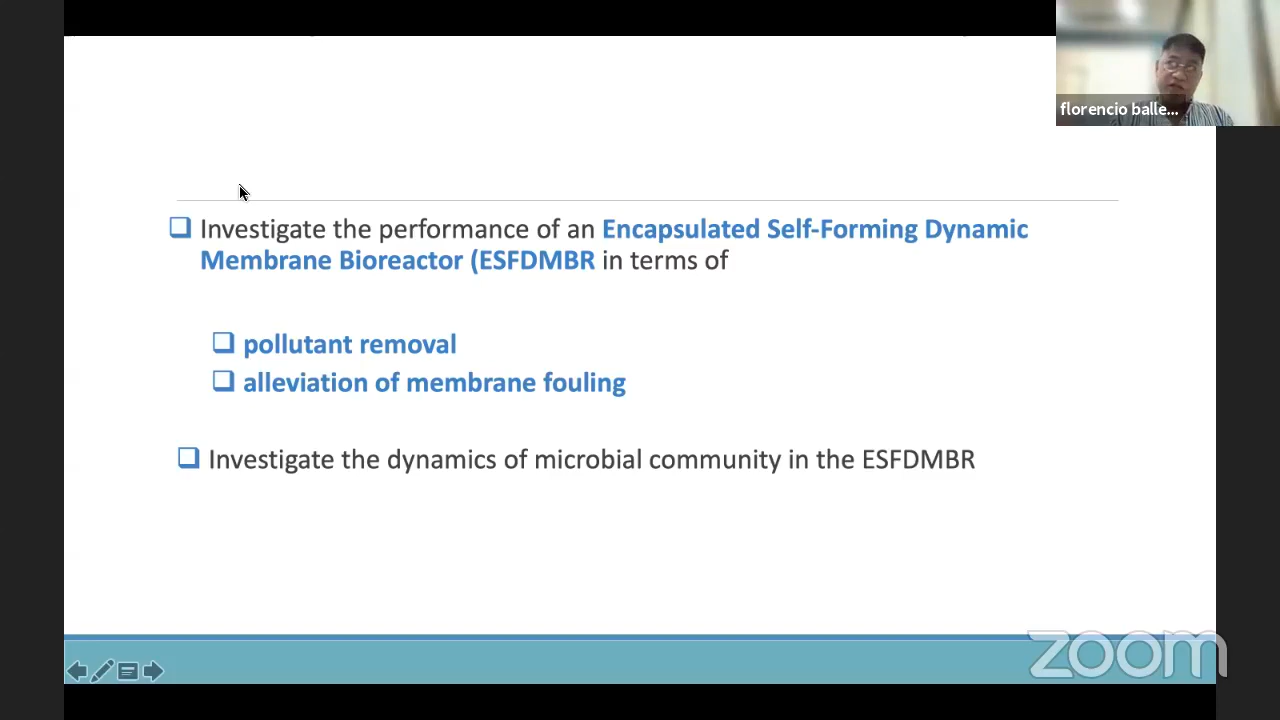 florencio balle...
Investigate the performance of an Encapsulated Self-Forming Dynamic
Membrane Bioreactor (ESFDMBR in terms of
pollutant removal
alleviation of membrane fouling
Investigate the dynamics of microbial community in the ESFDMBR
zoom